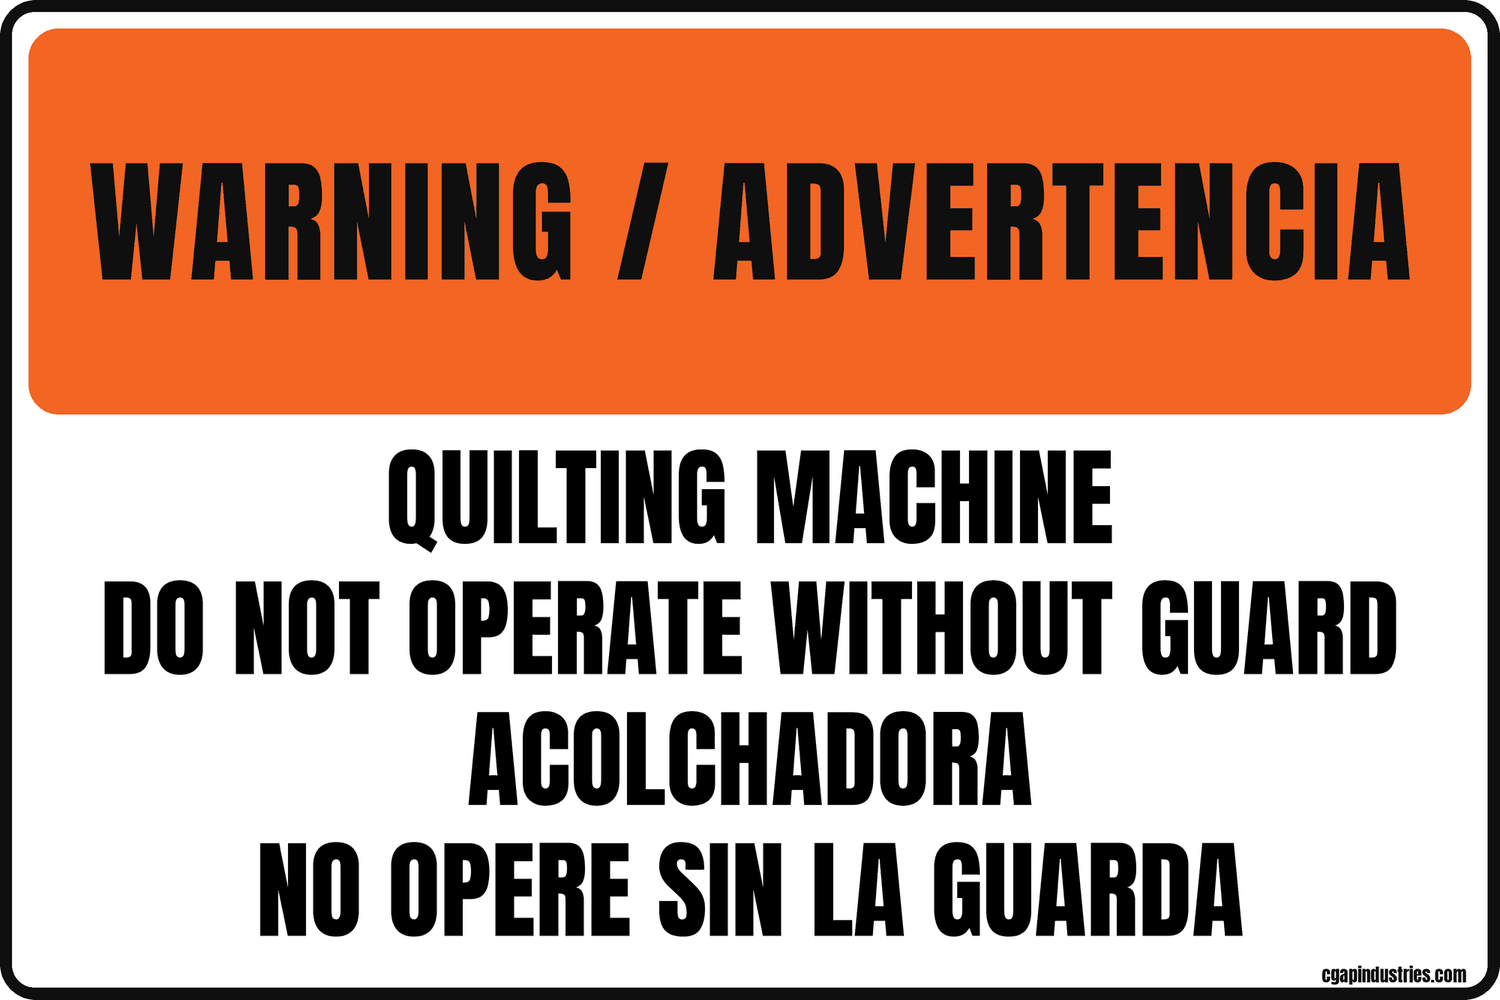 WARNING / ADVERTENCIA
QUILTING MACHINE
DO NOT OPERATE WITHOUT GUARD
ACOLCHADORA
NO OPERE SIN LA GUARDA
cgapindustries.com